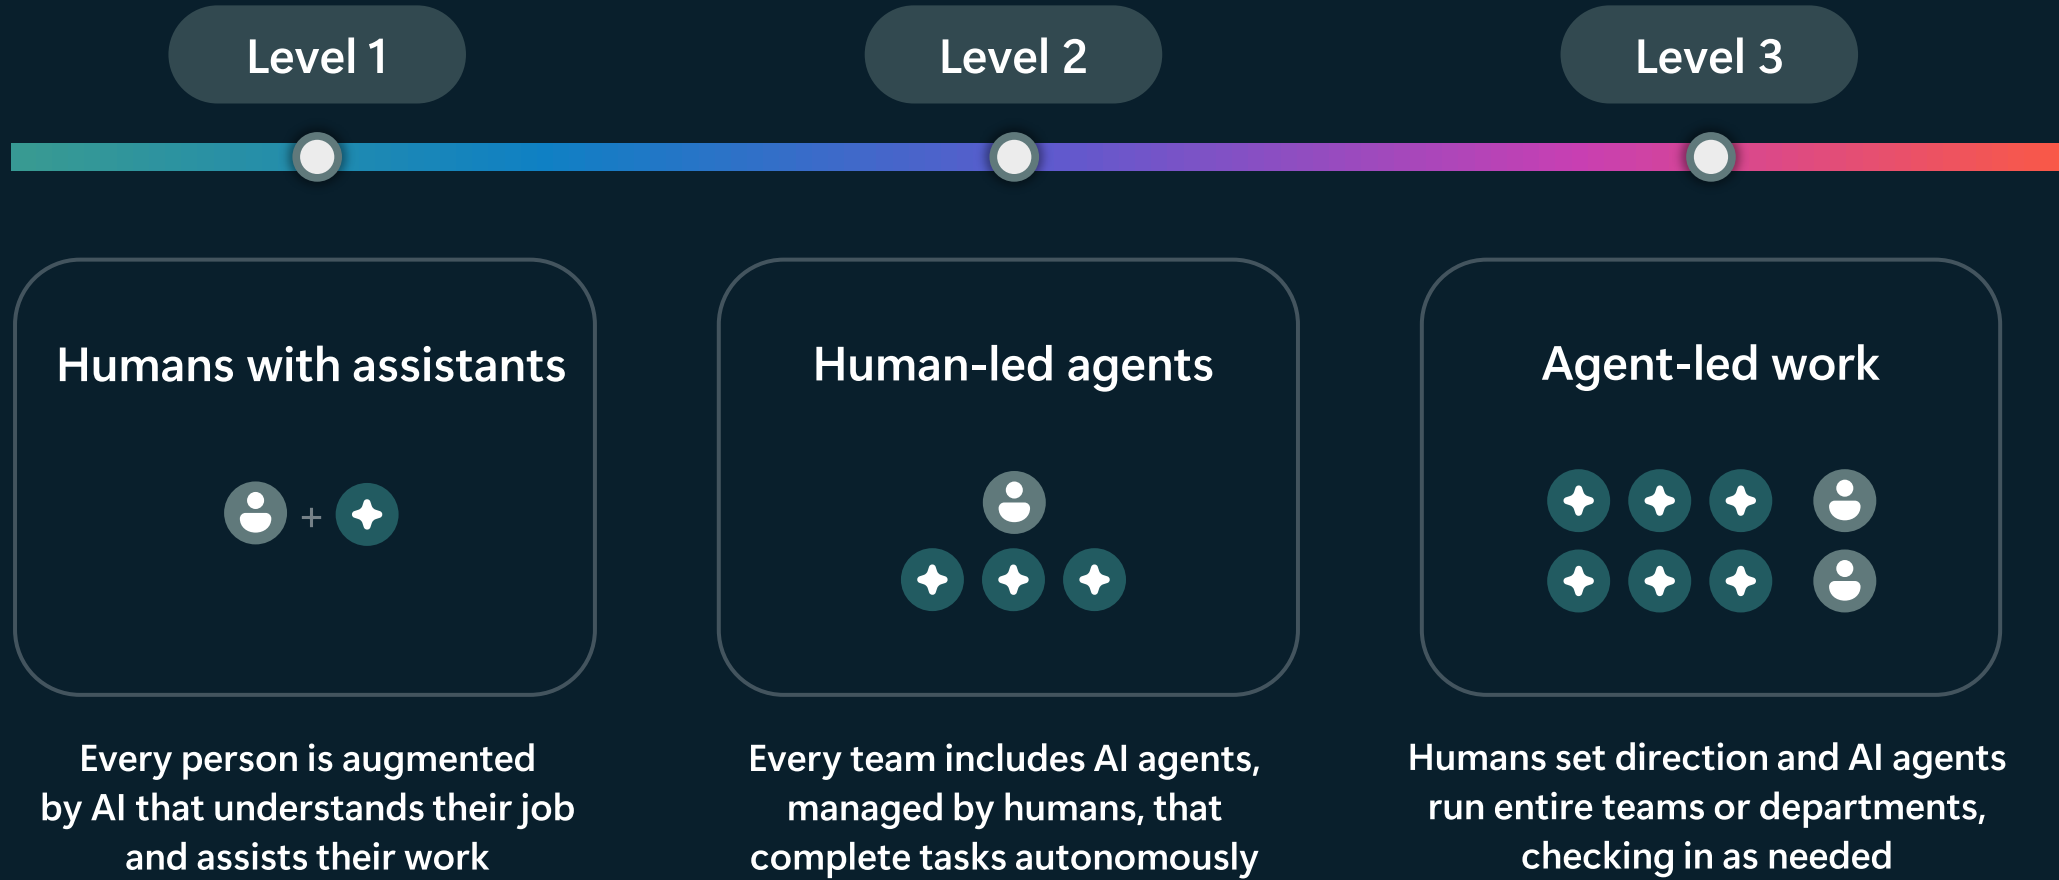 Level 1
Level 2
Level 3
Humans with assistants
+
Every person is augmented
by AI that understands their job
and assists their work
Human-led agents
Every team includes AI agents,
managed by humans, that
complete tasks autonomously
Agent-led work
Humans set direction and AI agents
run entire teams or departments,
checking in as needed